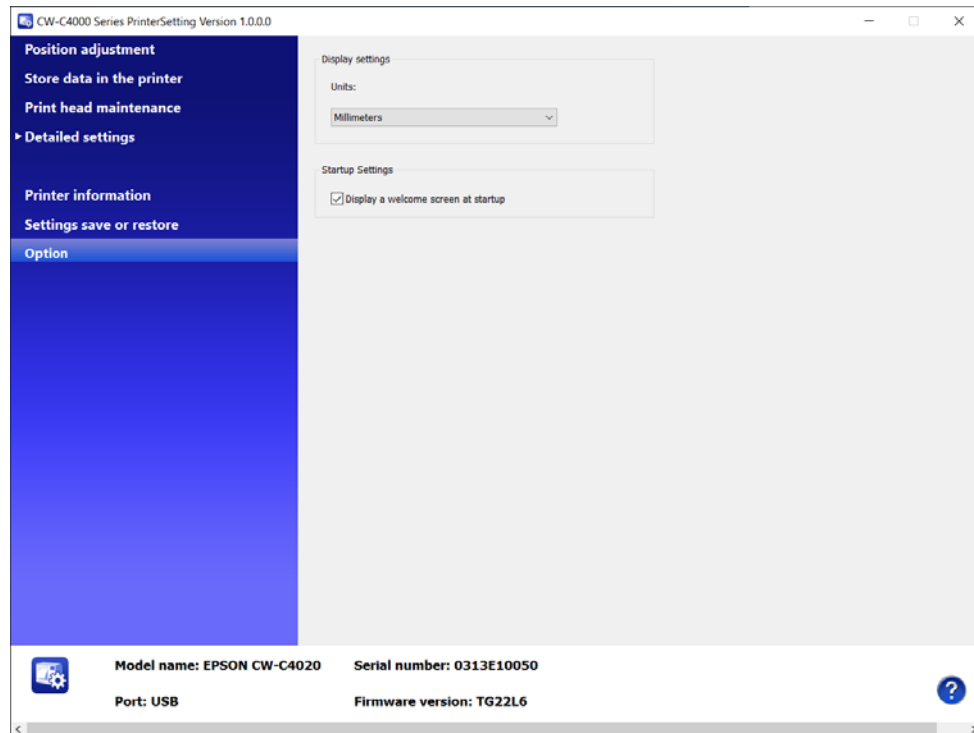 CW-C4000 Series PrinterSetting Version 1.0.0.0
Position adjustment
Store data in the printer
Print head maintenance
Detailed settings
Printer information
Settings save or restore
Option
Display settings
Units:
Millimeters
Startup Settings
Display a welcome screen at startup
Model name: EPSON CW-C4020
Serial number: 0313E10050
Port: USB
Firmware version: TG22L6
?